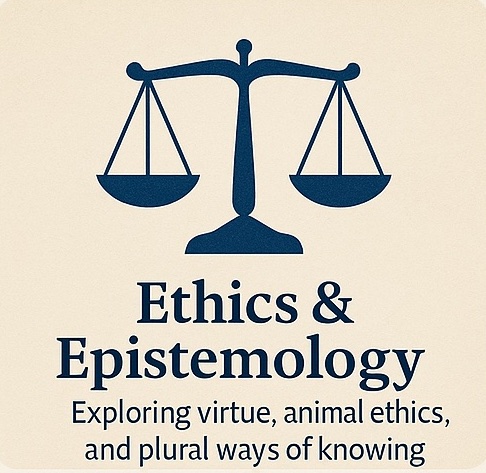 Ethics &
Epistemology
Exploring virtue, animal ethics,
and plural ways of knowing